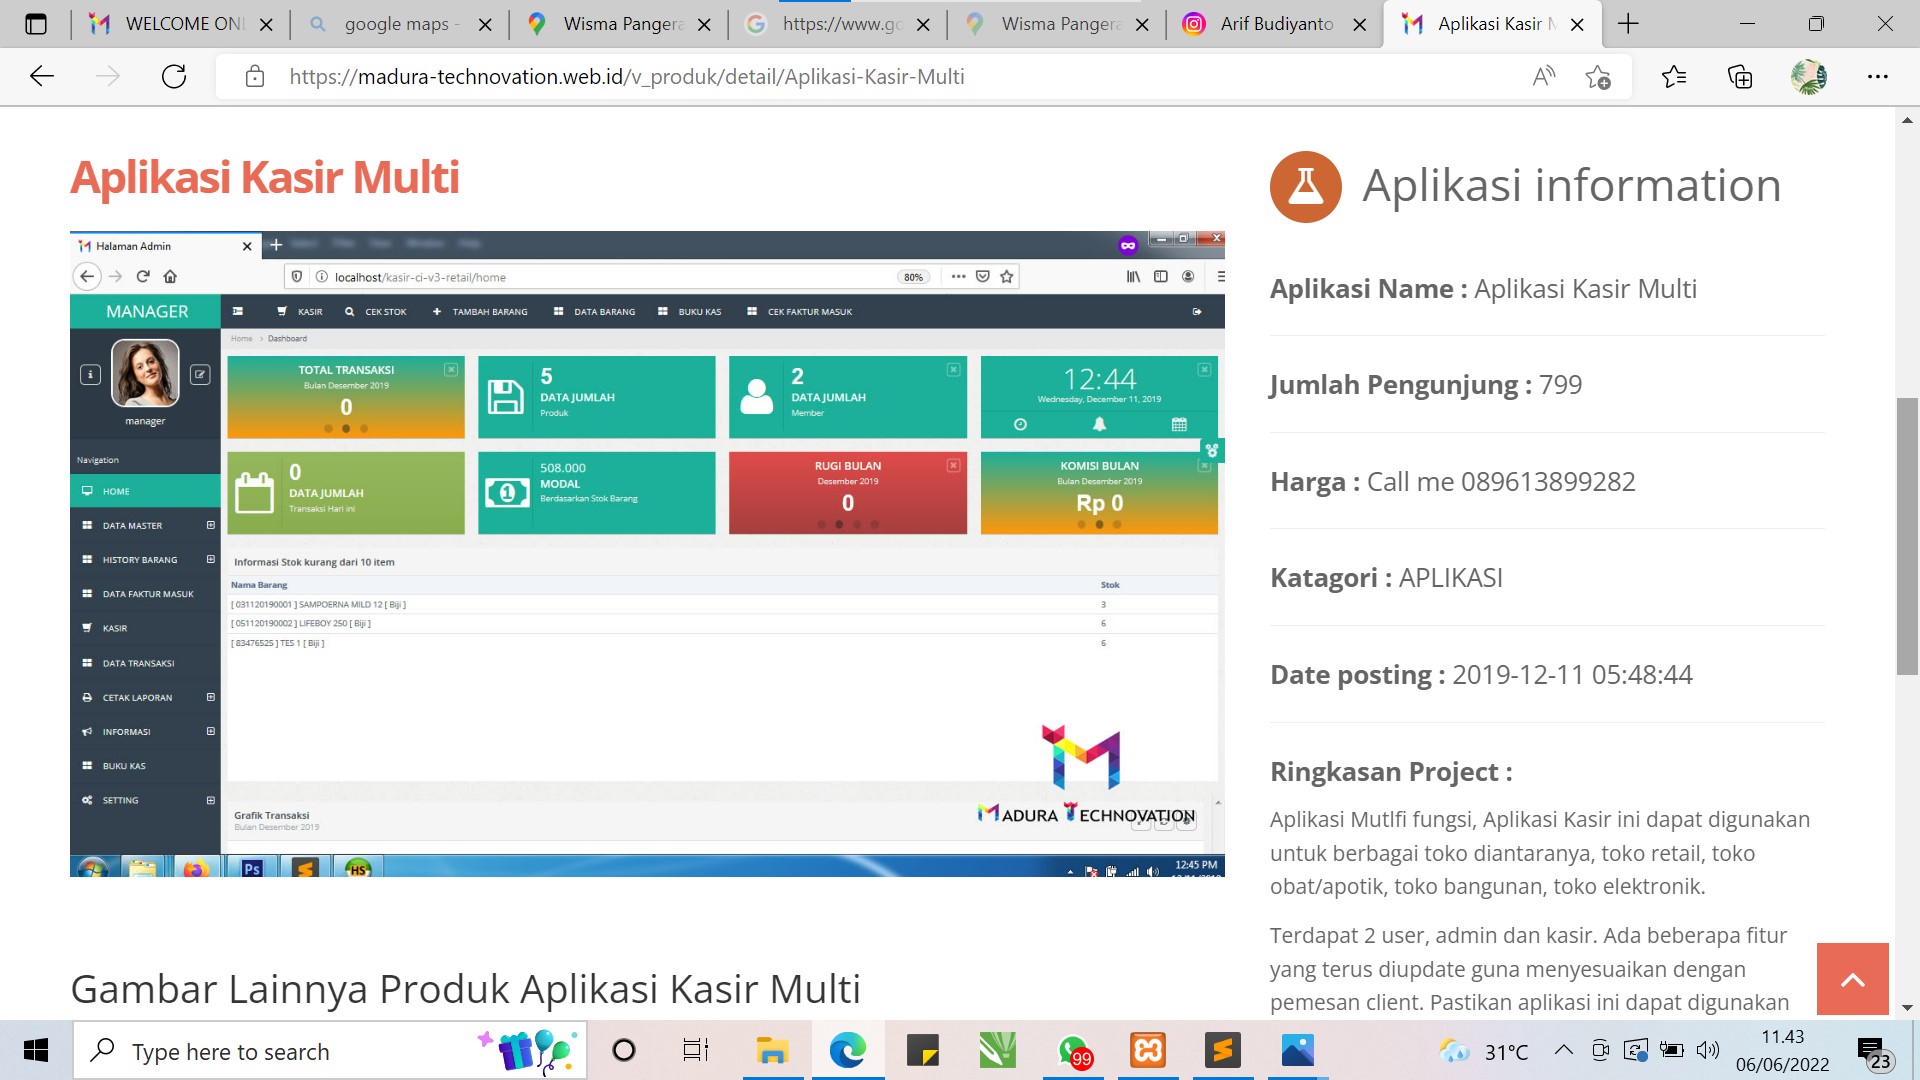 WELCOME ONL
google maps -
Wisma Pangera
https://www.go
Wisma Pangera
Arif Budiyanto
Aplikasi Kasir M
https://madura-technovation.web.id/v_produk/detail/Aplikasi-Kasir-Multi
Aplikasi Kasir Multi
Halaman Admin
localhost/kasir-ci-v3-retail/home
80%
MANAGER
KASIR
CEK STOK
TAMBAH BARANG
DATA BARANG
BUKU KAS
CEK FAKTUR MASUK
Home > Dashboard
manager
Navigation
HOME
DATA MASTER
HISTORY BARANG
DATA FAKTUR MASUK
KASIR
DATA TRANSAKSI
CETAK LAPORAN
INFORMASI
BUKU KAS
SETTING
TOTAL TRANSAKSI
Bulan Desember 2019
0
5
DATA JUMLAH
Produk
2
DATA JUMLAH
Member
12:44
Wednesday, December 11, 2019
0
DATA JUMLAH
Transaksi Hari ini
508.000
MODAL
Berdasarkan Stok Barang
RUGI BULAN
Desember 2019
0
KOMISI BULAN
Bulan Desember 2019
Rp 0
Informasi Stok kurang dari 10 item
Nama Barang Stok
[ 031120190001 ] SAMPOERNA MILD 12 [ Biji ] 3
[ 051120190002 ] LIFEBOY 250 [ Biji ] 6
[ 83476525 ] TES 1 [ Biji ] 6
MADURA TECHNOVATION
Grafik Transaksi
Bulan Desember 2019
Ps
HS
12:45 PM
Gambar Lainnya Produk Aplikasi Kasir Multi
Aplikasi information
Aplikasi Name : Aplikasi Kasir Multi
Jumlah Pengunjung : 799
Harga : Call me 089613899282
Katagori : APLIKASI
Date posting : 2019-12-11 05:48:44
Ringkasan Project :
Aplikasi Mutlfi fungsi, Aplikasi Kasir ini dapat digunakan
untuk berbagai toko diantaranya, toko retail, toko
obat/apotik, toko bangunan, toko elektronik.
Terdapat 2 user, admin dan kasir. Ada beberapa fitur
yang terus diupdate guna menyesuaikan dengan
pemesan client. Pastikan aplikasi ini dapat digunakan
Type here to search
99
31°C
11.43
06/06/2022
23